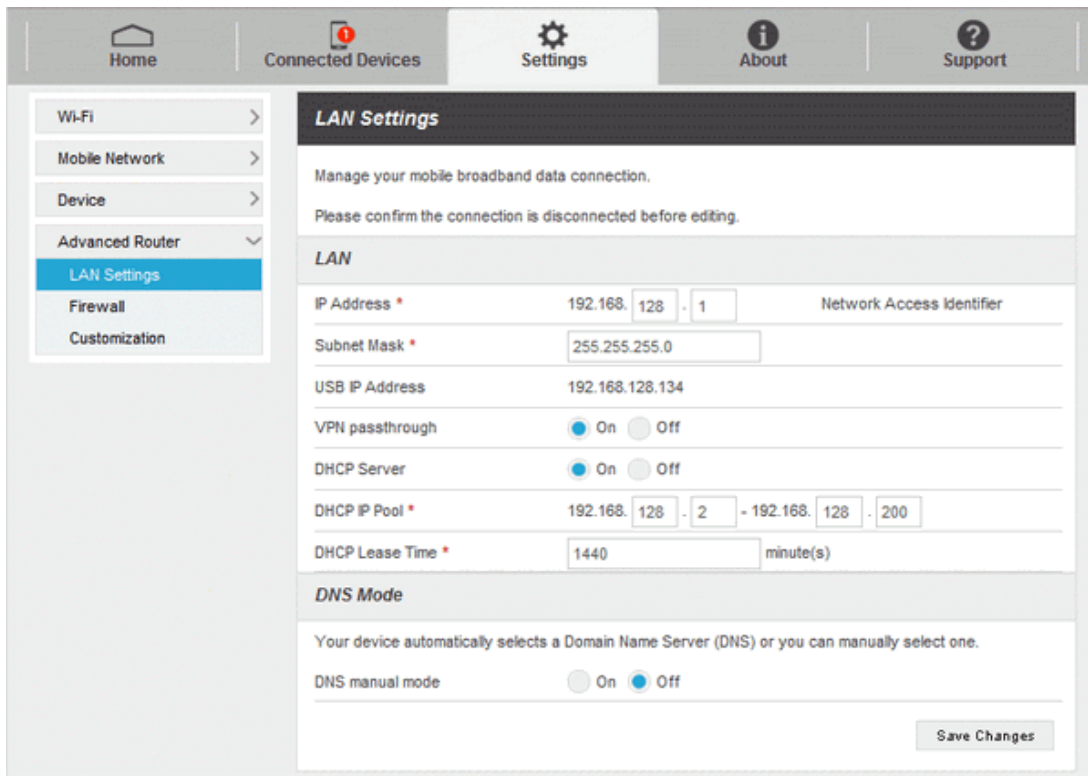 1
Home
Connected Devices
Settings
About
Support
Wi-Fi
Mobile Network
Device
Advanced Router
LAN Settings
Firewall
Customization
LAN Settings
Manage your mobile broadband data connection.
Please confirm the connection is disconnected before editing.
LAN
IP Address * 192.168. 128 . 1 Network Access Identifier
Subnet Mask * 255.255.255.0
USB IP Address 192.168.128.134
VPN passthrough On Off
DHCP Server On Off
DHCP IP Pool * 192.168. 128 . 2 - 192.168. 128 . 200
DHCP Lease Time * 1440 minute(s)
DNS Mode
Your device automatically selects a Domain Name Server (DNS) or you can manually select one.
DNS manual mode On Off
Save Changes